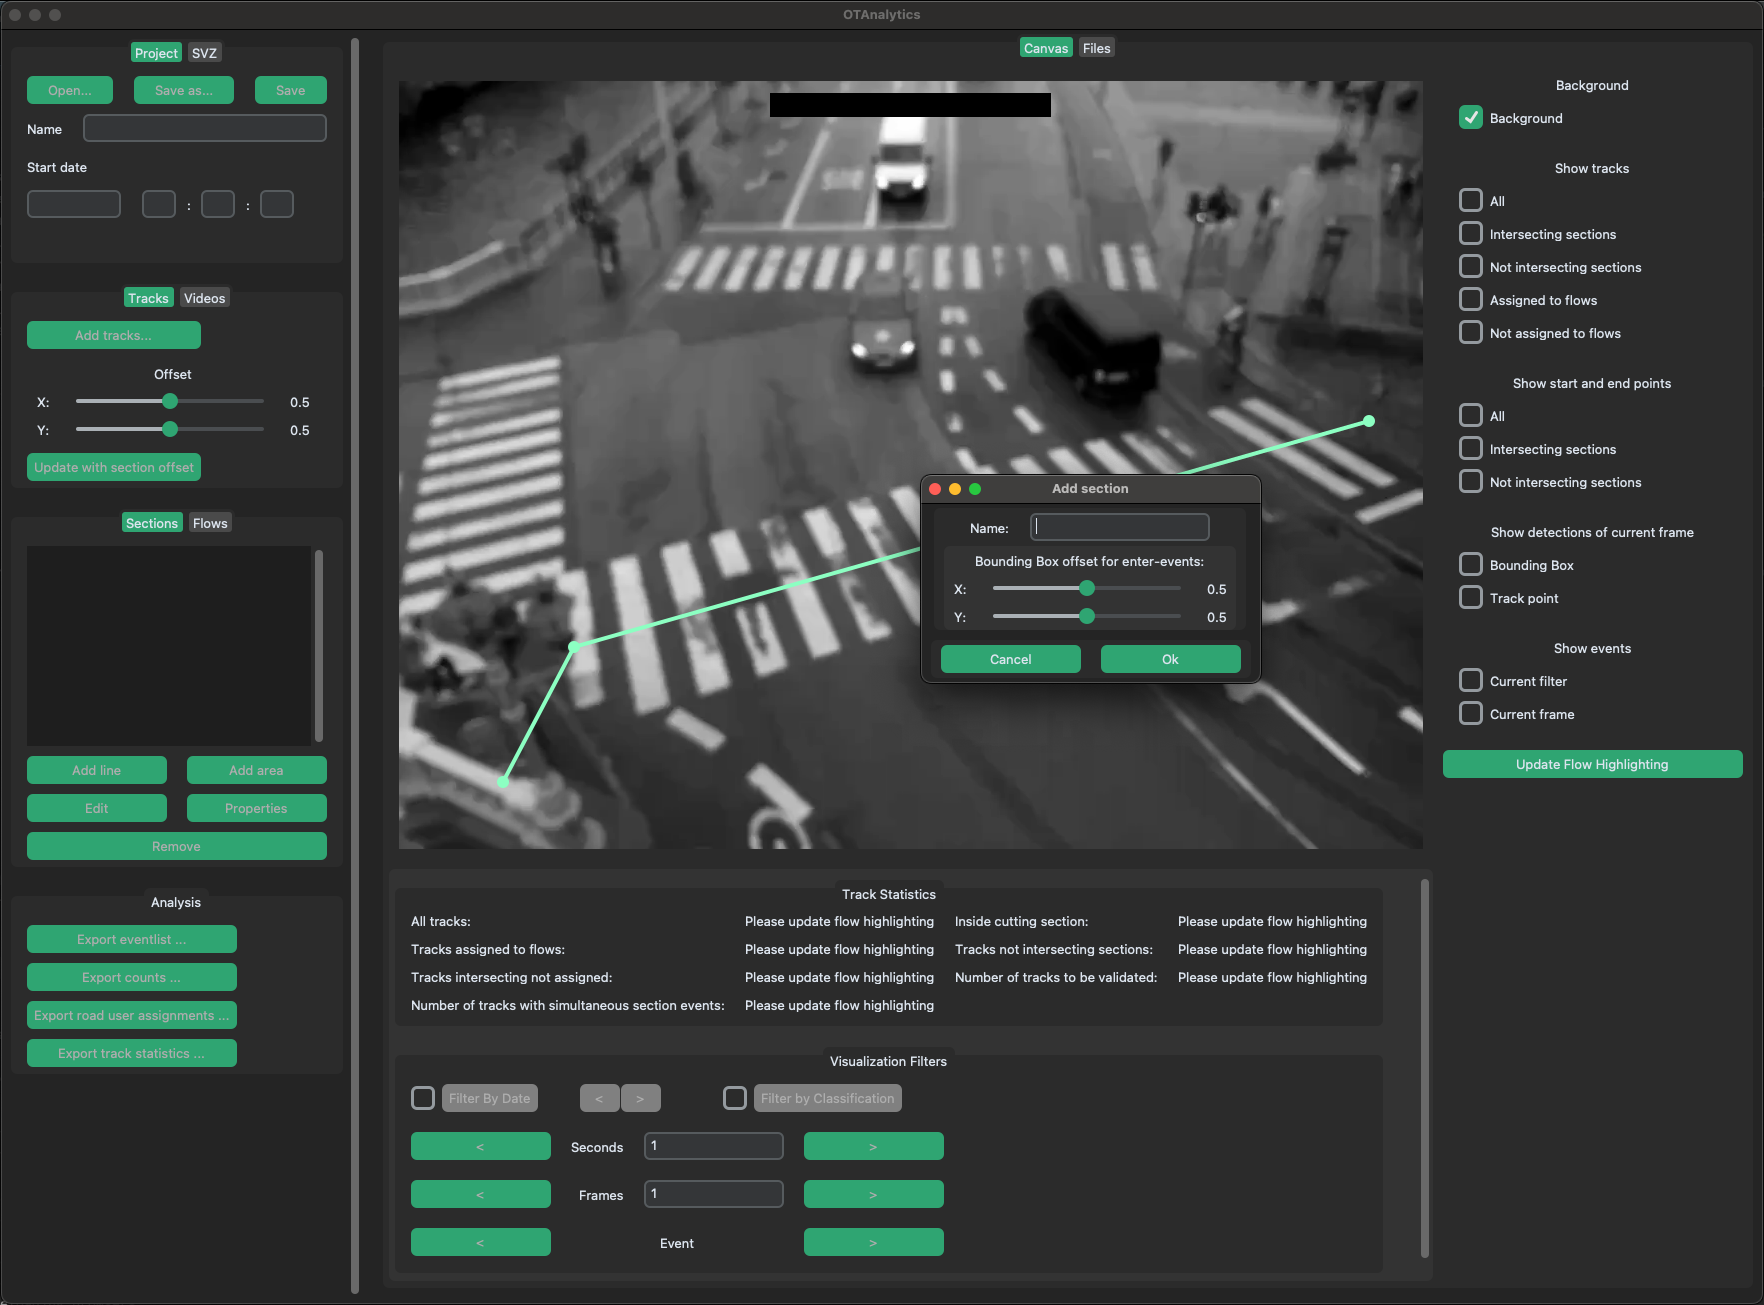 OTAnalytics
Project SVZ
Open... Save as... Save
Name
Start date
: :
Tracks Videos
Add tracks...
Offset
X: 0.5
Y: 0.5
Update with section offset
Sections Flows
Add line Add area
Edit Properties
Remove
Analysis
Export eventlist ...
Export counts ...
Export road user assignments ...
Export track statistics ...
Canvas Files
Add section
Name:
Bounding Box offset for enter-events:
X: 0.5
Y: 0.5
Cancel Ok
Track Statistics
All tracks: Please update flow highlighting Inside cutting section: Please update flow highlighting
Tracks assigned to flows: Please update flow highlighting Tracks not intersecting sections: Please update flow highlighting
Tracks intersecting not assigned: Please update flow highlighting Number of tracks to be validated: Please update flow highlighting
Number of tracks with simultaneous section events: Please update flow highlighting
Visualization Filters
Filter By Date < > Filter by Classification
< Seconds 1 >
< Frames 1 >
< Event >
Background
Background
Show tracks
All
Intersecting sections
Not intersecting sections
Assigned to flows
Not assigned to flows
Show start and end points
All
Intersecting sections
Not intersecting sections
Show detections of current frame
Bounding Box
Track point
Show events
Current filter
Current frame
Update Flow Highlighting